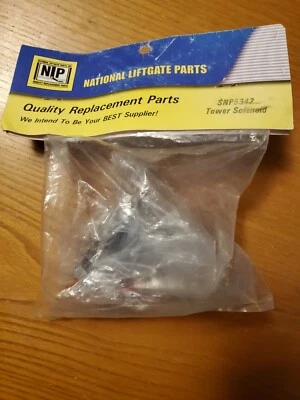 NLP
NATIONAL LIFTGATE PARTS
Quality Replacement Parts
We Intend To Be Your BEST Supplier!
Tower Solenoid